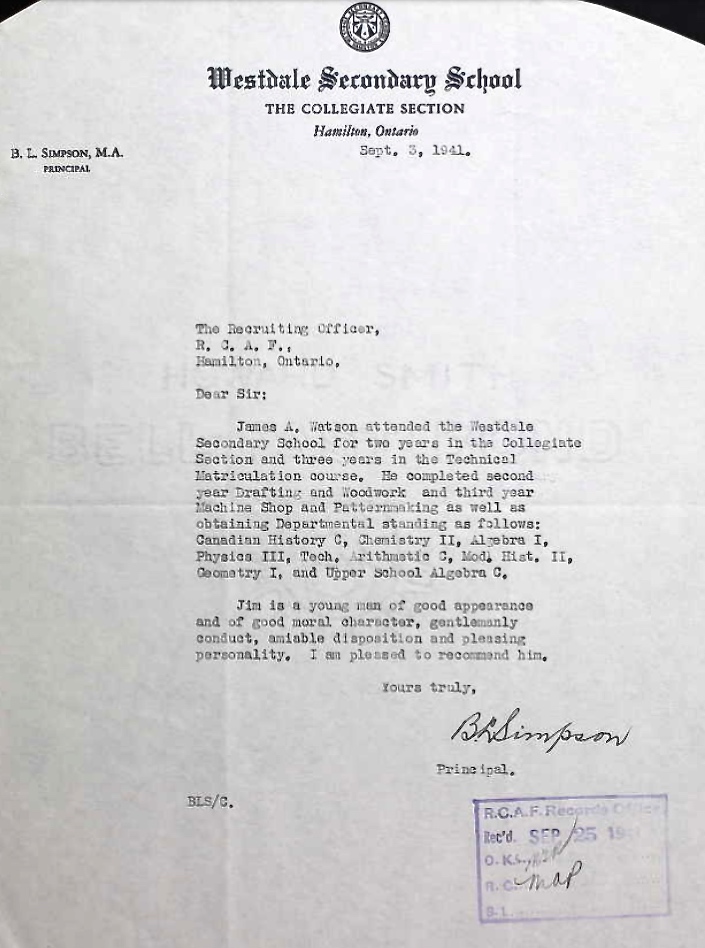 Westdale Secondary School
THE COLLEGIATE SECTION
Hamilton, Ontario
Sept. 3, 1941.
B. L. SIMPSON, M.A.
PRINCIPAL
The Recruiting Officer,
R. C. A. F.,
Hamilton, Ontario,
Dear Sir:
James A. Watson attended the Westdale
Secondary School for two years in the Collegiate
Section and three years in the Technical
Matriculation course. He completed second
year Drafting and Woodwork and third year
Machine Shop and Patternmaking as well as
obtaining Departmental standing as follows:
Canadian History C, Chemistry II, Algebra I,
Physics III, Tech. Arithmetic C, Mod. Hist. II,
Geometry I, and Upper School Algebra C.
Jim is a young man of good appearance
and of good moral character, gentlemanly
conduct, amiable disposition and pleasing
personality. I am pleased to recommend him.
Yours truly,
BLSimpson
Principal.
BLS/C.
R.C.A.F. Records Office
Rec'd. SEP 25
O.K.
R.C.